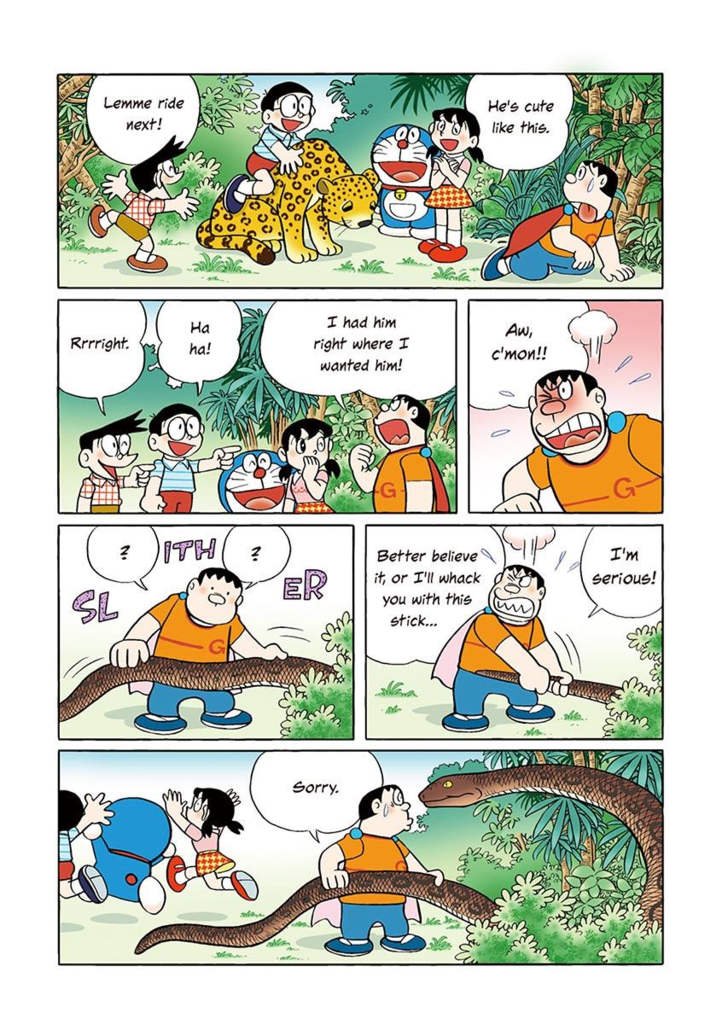 He's cute
like this.
Lemme ride
next!
G
Aw,
c'mon!!
G
I had him
right where I
wanted him!
Ha
ha!
Rrrright.
G
I'm
serious!
Better believe
it, or I'll whack
you with this
stick...
G
?
?
SL
ITH
ER
G
Sorry.
G